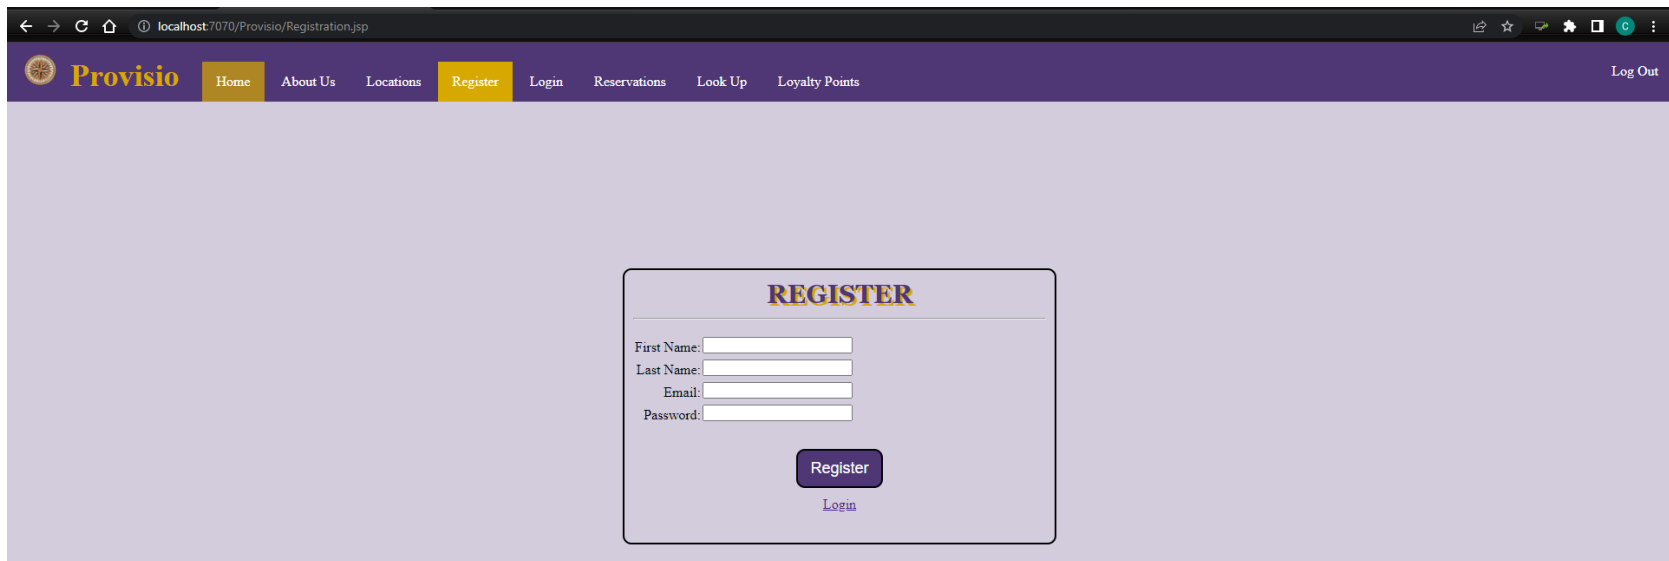 localhost:7070/Provisio/Registration.jsp
C
Provisio Home About Us Locations Register Login Reservations Look Up Loyalty Points Log Out
REGISTER
First Name:
Last Name:
Email:
Password:
Register
Login